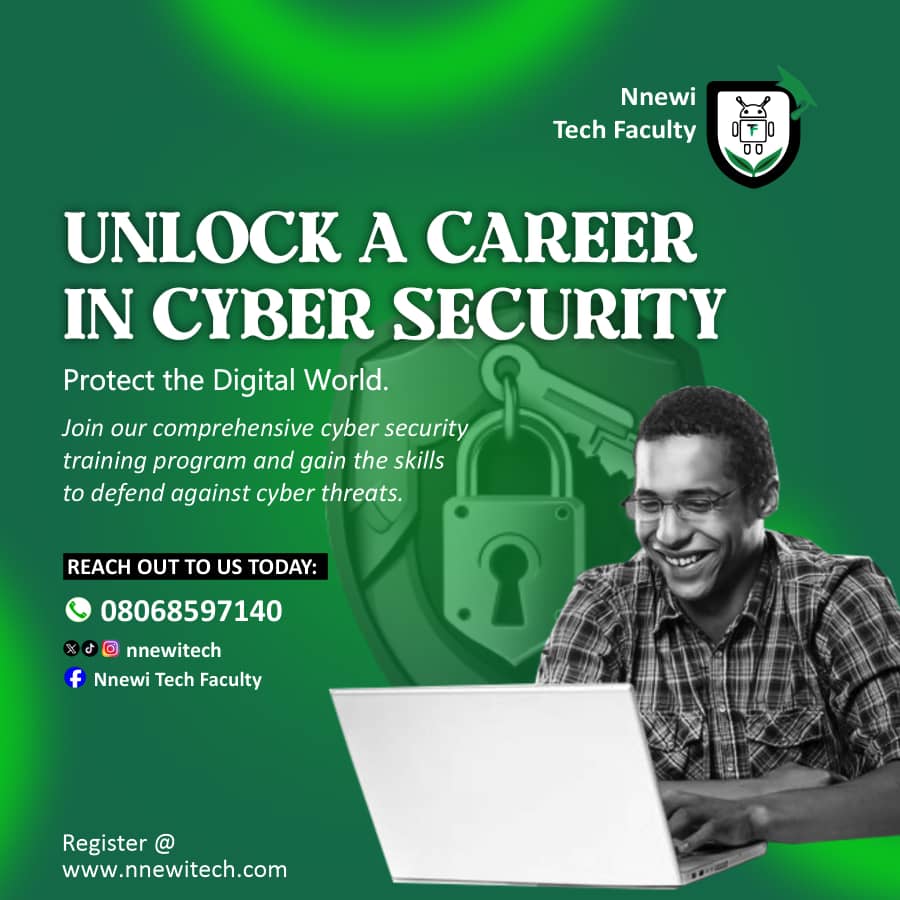 Nnewi
Tech Faculty
TF
UNLOCK A CAREER
IN CYBER SECURITY
Protect the Digital World.
Join our comprehensive cyber security
training program and gain the skills
to defend against cyber threats.
REACH OUT TO US TODAY:
08068597140
nnewitech
Nnewi Tech Faculty
Register @
www.nnewitech.com